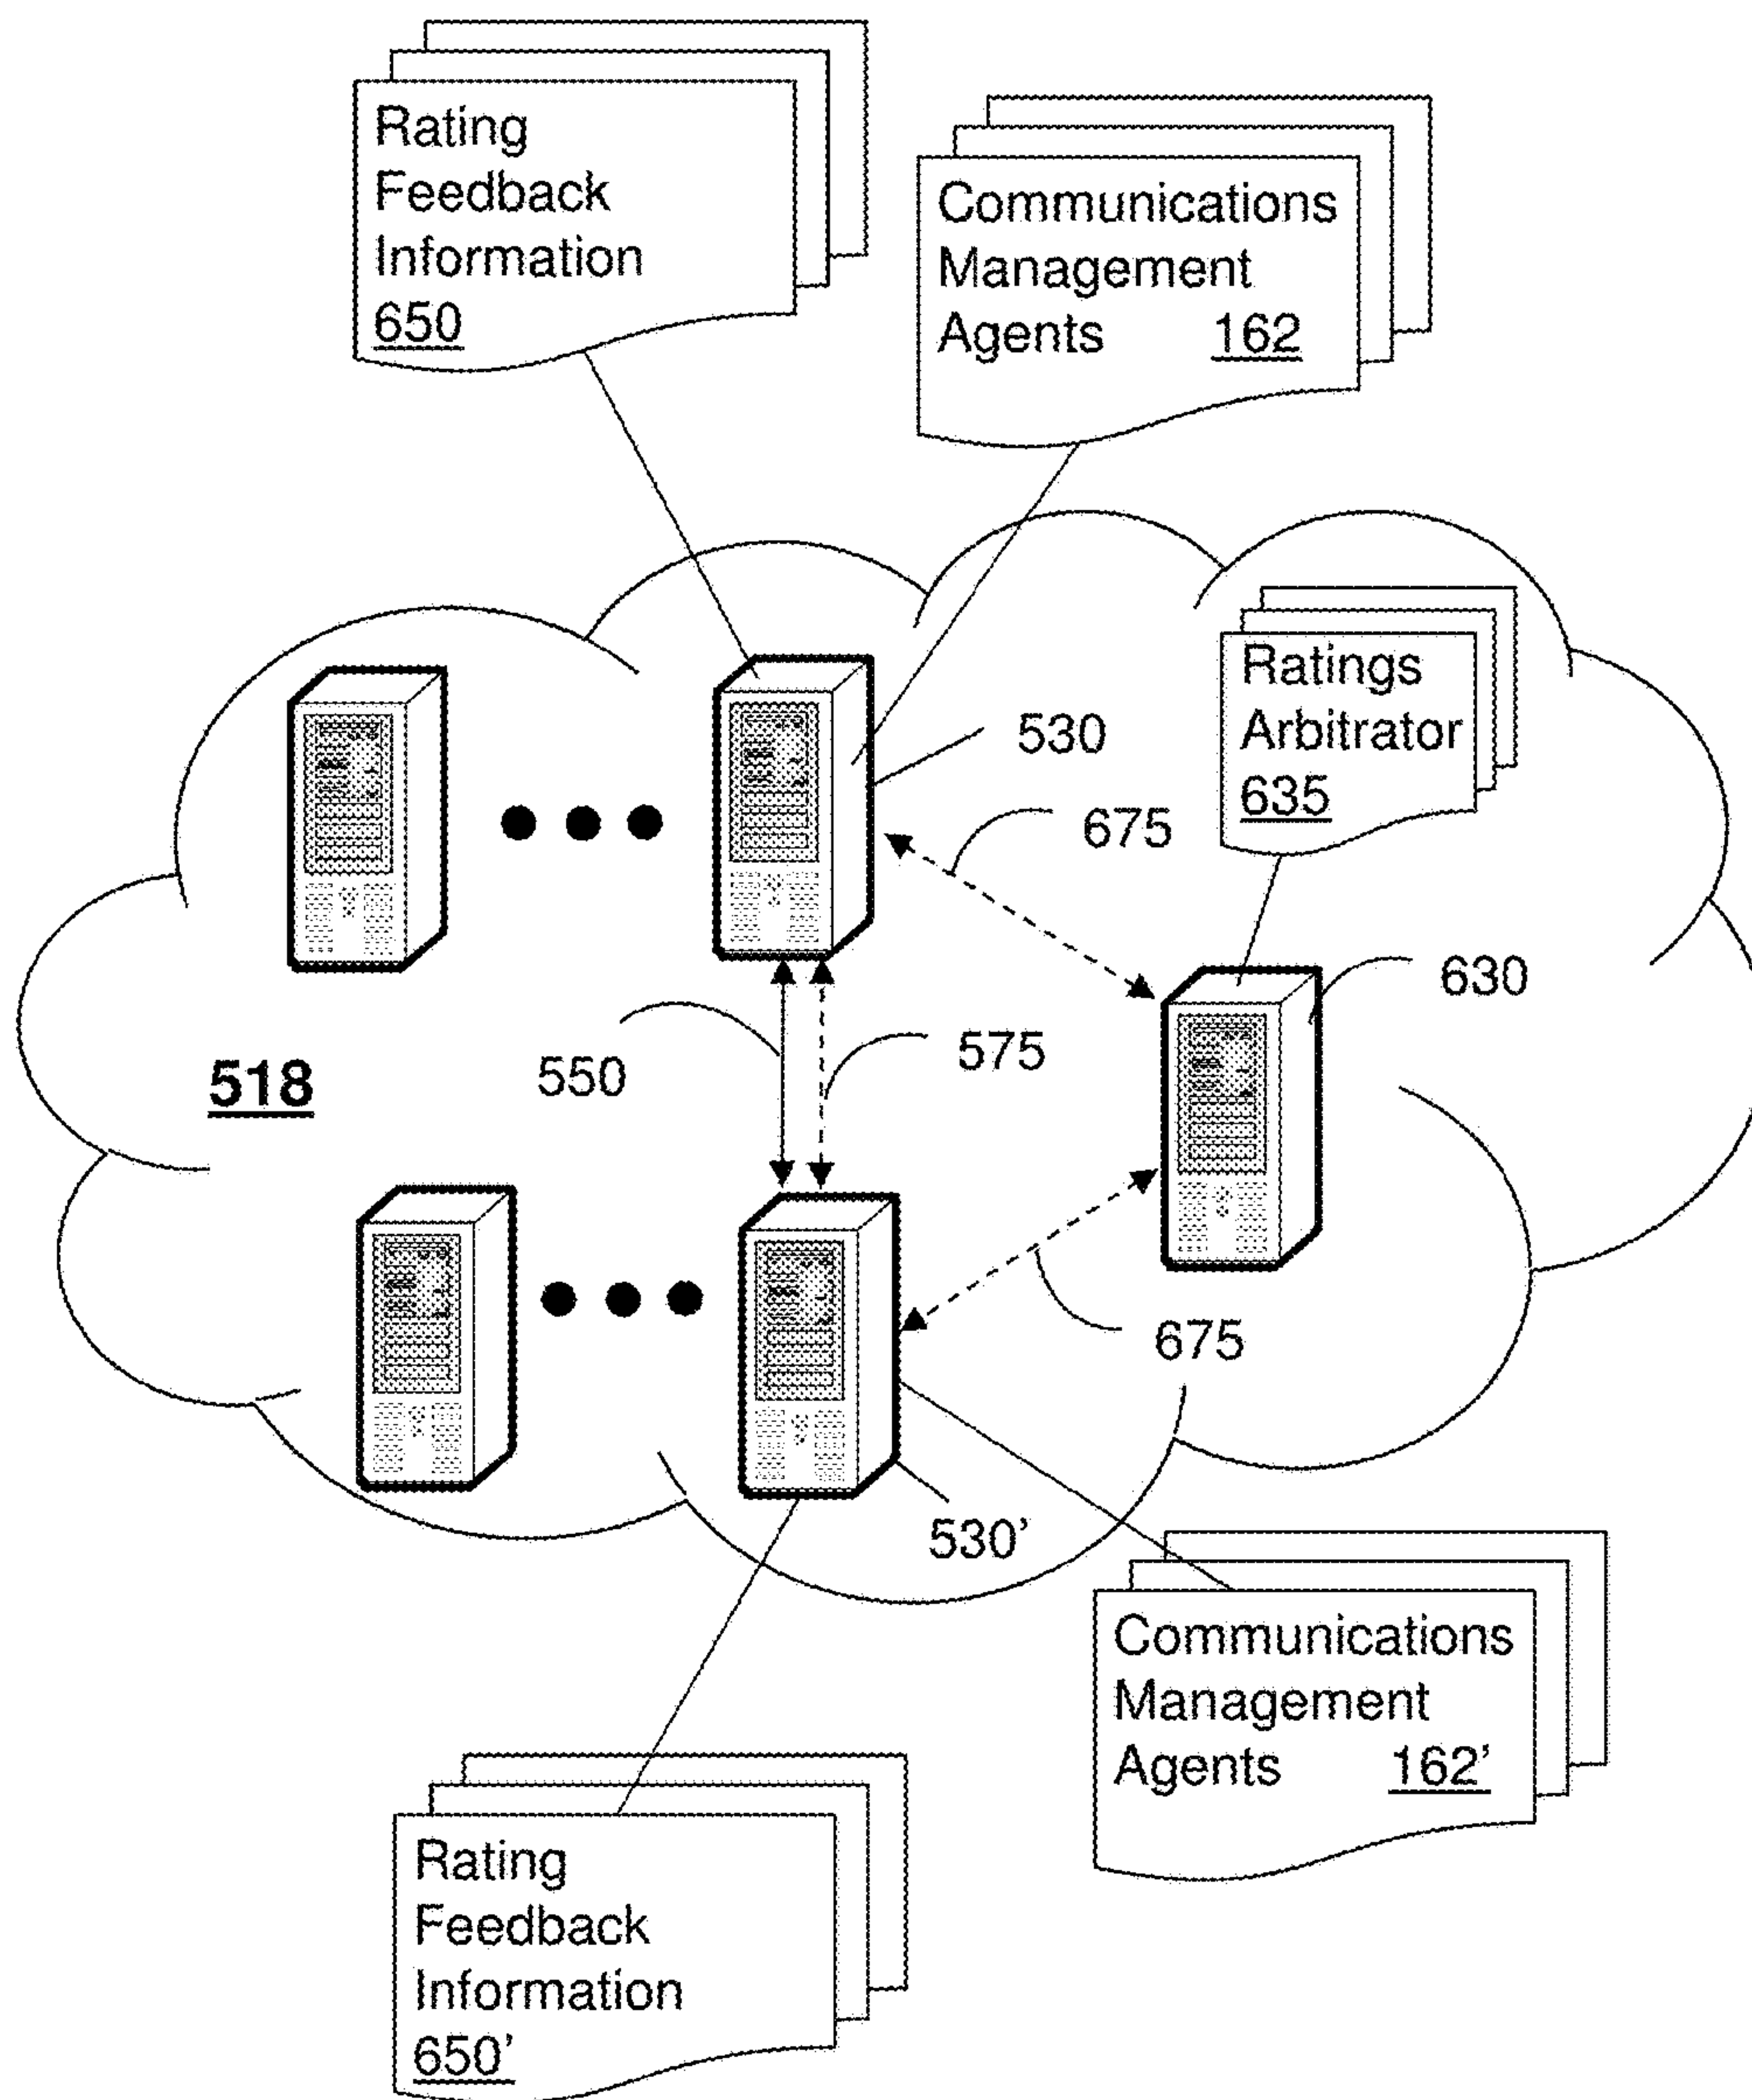 Rating
Feedback
Information
650
Communications
Management
Agents 162
Ratings
Arbitrator
635
530
675
630
550
575
518
675
530'
Communications
Management
Agents 162'
Rating
Feedback
Information
650'